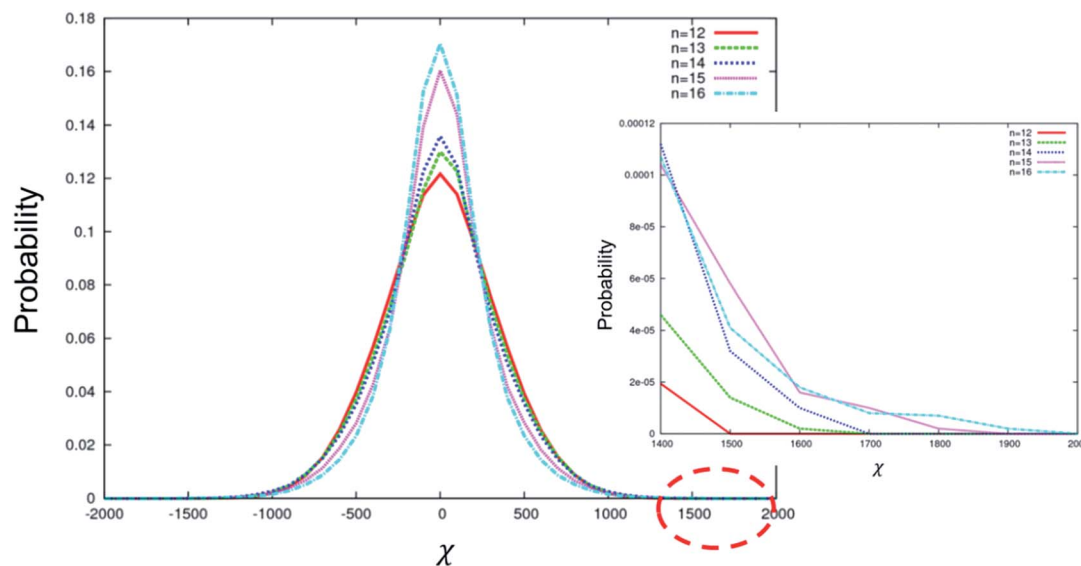 0.18
0.16
0.14
0.12
0.1
0.08
0.06
0.04
0.02
0
Probability
-2000
-1500
-1000
-500
0
500
1000
1500
2000
χ
n=12
n=13
n=14
n=15
n=16
0.00012
0.0001
8e-05
6e-05
4e-05
2e-05
0
Probability
1400
1500
1600
1700
1800
1900
200
χ
n=12
n=13
n=14
n=15
n=16